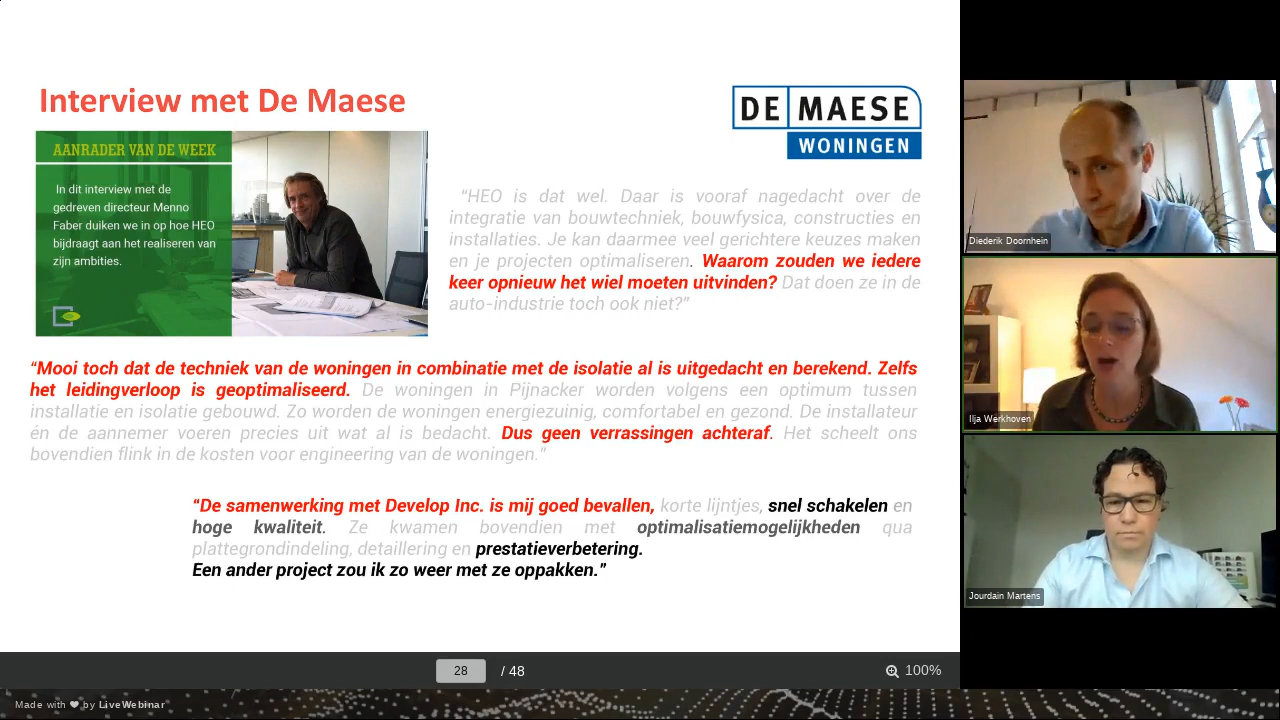 Interview met De Maese
DE MAESE
WONINGEN
AANRADER VAN DE WEEK
In dit interview met de
gedreven directeur Menno
Faber duiken we in op hoe HEO
bijdraagt aan het realiseren van
zijn ambities.
“HEO is dat wel. Daar is vooraf nagedacht over de
integratie van bouwtechniek, bouwfysica, constructies en
installaties. Je kan daarmee veel gerichtere keuzes maken
en je projecten optimaliseren. Waarom zouden we iedere
keer opnieuw het wiel moeten uitvinden? Dat doen ze in de
auto-industrie toch ook niet?”
“Mooi toch dat de techniek van de woningen in combinatie met de isolatie al is uitgedacht en berekend. Zelfs
het leidingverloop is geoptimaliseerd. De woningen in Pijnacker worden volgens een optimum tussen
installatie en isolatie gebouwd. Zo worden de woningen energiezuinig, comfortabel en gezond. De installateur
én de aannemer voeren precies uit wat al is bedacht. Dus geen verrassingen achteraf. Het scheelt ons
bovendien flink in de kosten voor engineering van de woningen.”
“De samenwerking met Develop Inc. is mij goed bevallen, korte lijntjes, snel schakelen en
hoge kwaliteit. Ze kwamen bovendien met optimalisatiemogelijkheden qua
plattegrondindeling, detaillering en prestatieverbetering.
Een ander project zou ik zo weer met ze oppakken.”
28 / 48
100%
Made with ❤ by LiveWebinar
Diederik Doornhein
Ilja Werkhoven
Jourdain Martens